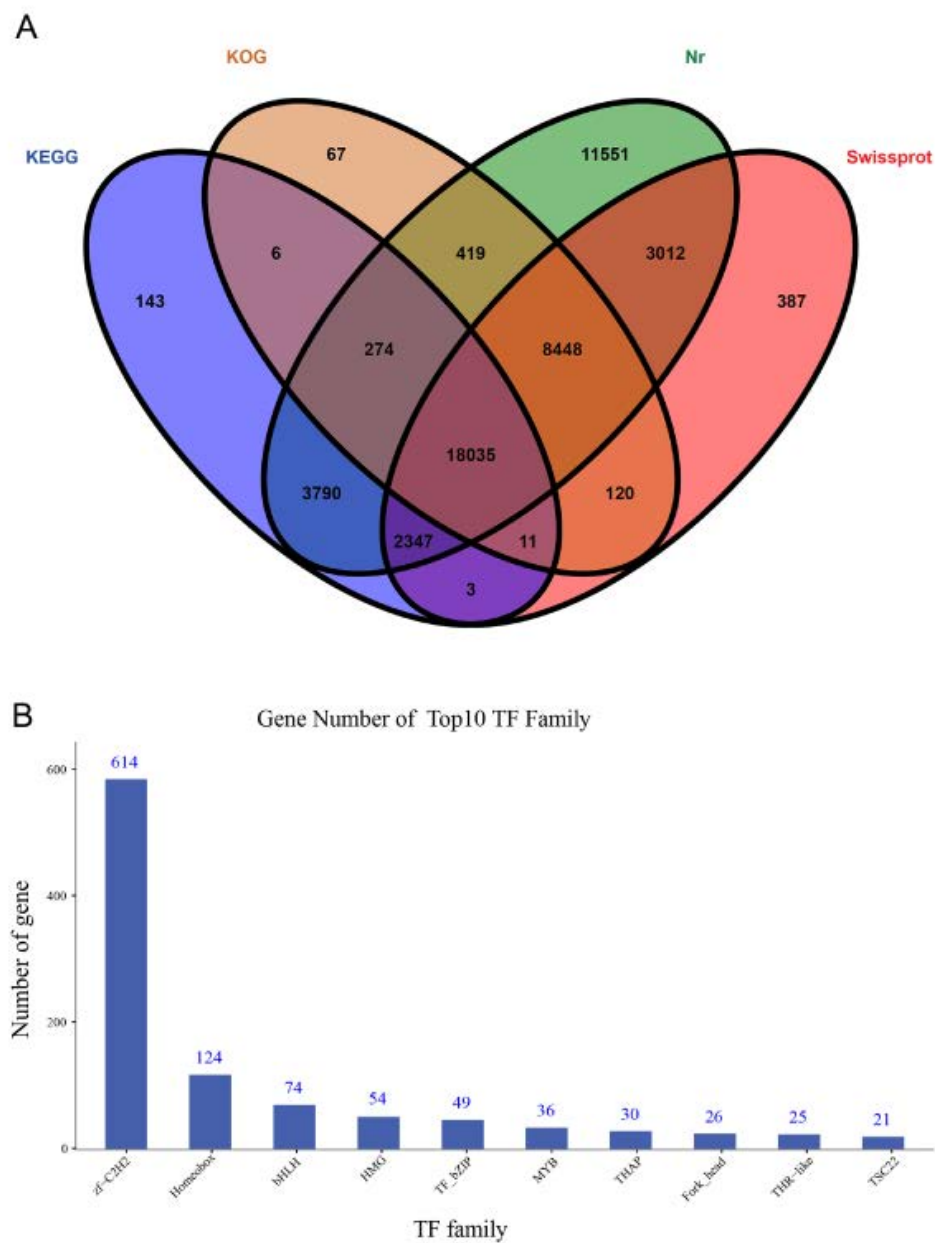 A
KOG Nr
KEGG Swissprot
67 11551
6 419 3012
143 387
274 8448
18035
3790 120
2347 11
3
B
Gene Number of Top10 TF Family
Number of gene
600
400
200
0
614
124
74
54
49
36
30
26
25
21
zf-C2H2
Homeobox
bHLH
HMG
TF_bZIP
MYB
THAP
Fork_head
THR-like
TSC22
TF family